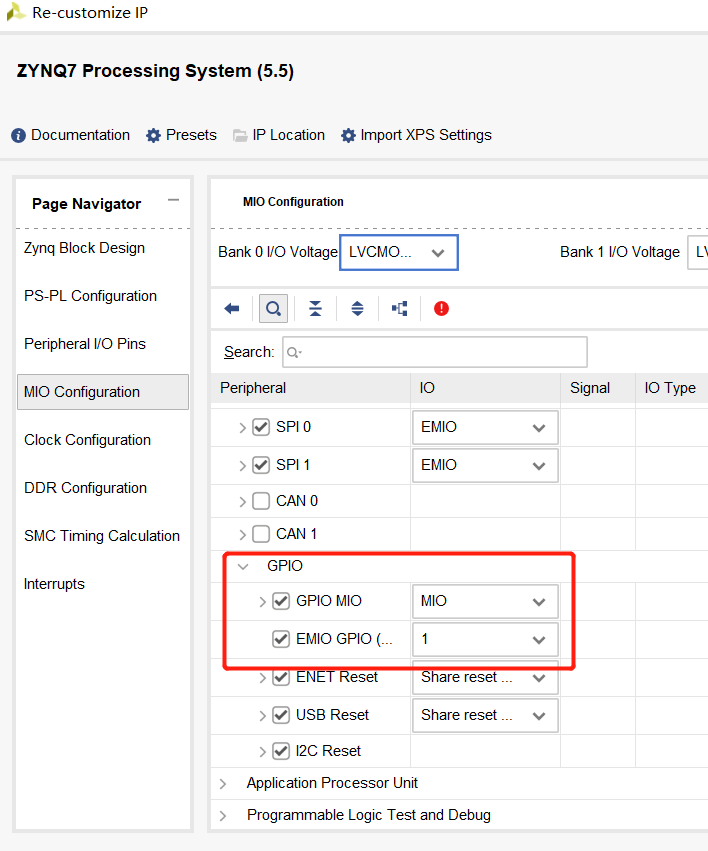 Re-customize IP
ZYNQ7 Processing System (5.5)
Documentation Presets IP Location Import XPS Settings
Page Navigator
Zynq Block Design
PS-PL Configuration
Peripheral I/O Pins
MIO Configuration
Clock Configuration
DDR Configuration
SMC Timing Calculation
Interrupts
MIO Configuration
Bank 0 I/O Voltage LVCMO... Bank 1 I/O Voltage LV
Search:
Peripheral IO Signal IO Type
SPI 0 EMIO
SPI 1 EMIO
CAN 0
CAN 1
GPIO
GPIO MIO MIO
EMIO GPIO (... 1
ENET Reset Share reset ...
USB Reset Share reset ...
I2C Reset
Application Processor Unit
Programmable Logic Test and Debug